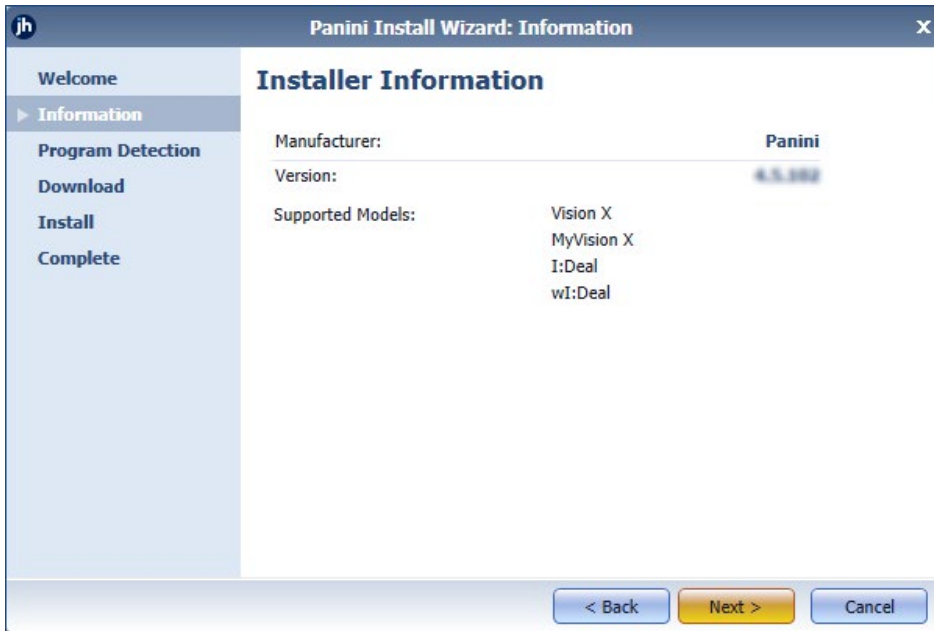 jh
Panini Install Wizard: Information
X
Welcome
Information
Program Detection
Download
Install
Complete
Installer Information
Manufacturer: Panini
Version:
Supported Models: Vision X
MyVision X
I:Deal
wI:Deal
< Back Next > Cancel